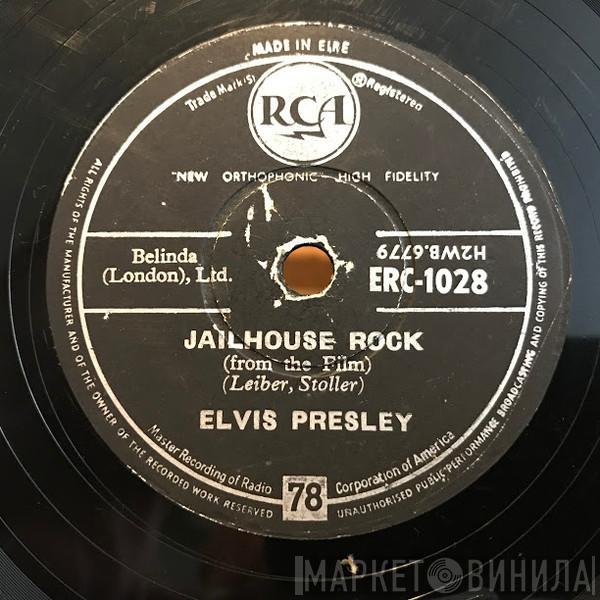 MADE IN EIRE
Trade Mark(S)
®Registered
RCA
"NEW ORTHOPHONIC" HIGH FIDELITY
Belinda
(London), Ltd.
H2WB.6779
ERC-1028
JAILHOUSE ROCK
(from the Film)
(Leiber, Stoller)
ELVIS PRESLEY
Master Recording of Radio Corporation of America
78
ALL RIGHTS OF THE MANUFACTURER AND OF THE OWNER OF THE RECORDED WORK RESERVED
UNAUTHORISED PUBLIC PERFORMANCE BROADCASTING AND COPYING OF THIS RECORD PROHIBITED
МАРКЕТ ВИНИЛА